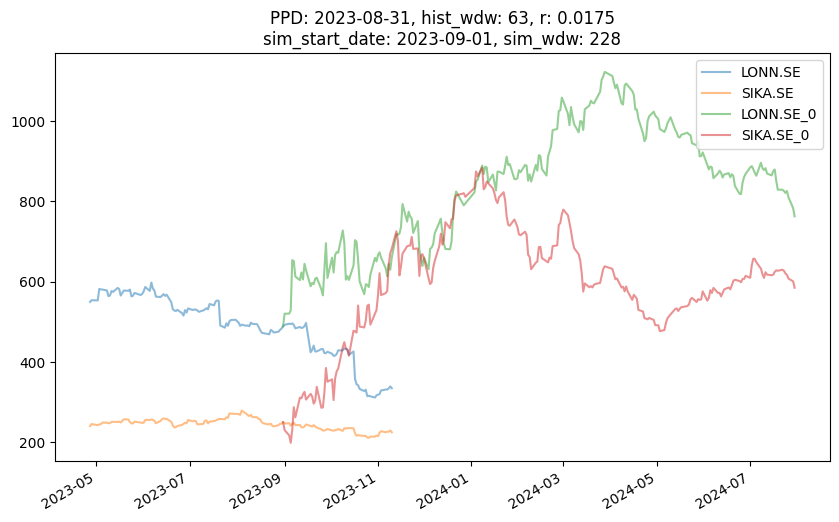 PPD: 2023-08-31, hist_wdw: 63, r: 0.0175
sim_start_date: 2023-09-01, sim_wdw: 228
LONN.SE
SIKA.SE
LONN.SE_0
SIKA.SE_0
1000
800
600
400
200
2023-05
2023-07
2023-09
2023-11
2024-01
2024-03
2024-05
2024-07